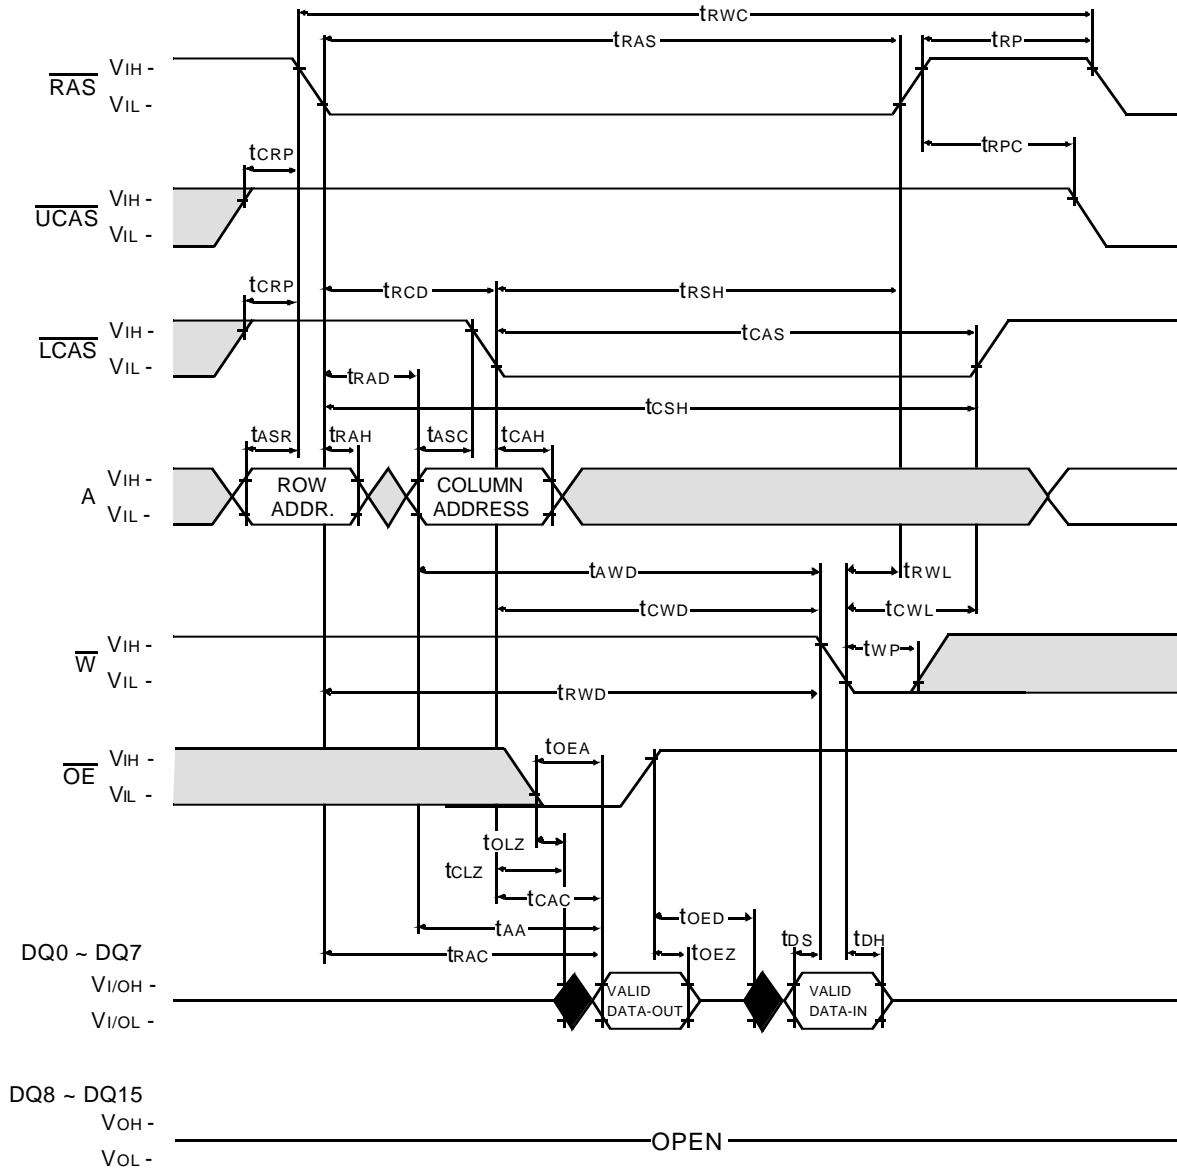 tRWC
tRAS
tRP
RAS
VIH -
VIL -
tRPC
tCRP
UCAS
VIH -
VIL -
tCRP
tRCD
tRSH
LCAS
VIH -
VIL -
tCAS
tRAD
tCSH
tASR
tRAH
tASC
tCAH
A
VIH -
VIL -
ROW
ADDR.
COLUMN
ADDRESS
tAWD
tRWL
tCWD
tCWL
W
VIH -
VIL -
tWP
tRWD
OE
VIH -
VIL -
tOEA
tOLZ
tCLZ
tCAC
tOED
tAA
tRAC
tOEZ
tDS
tDH
DQ0 ~ DQ7
VI/OH -
VI/OL -
VALID
DATA-OUT
VALID
DATA-IN
DQ8 ~ DQ15
VOH -
VOL -
OPEN